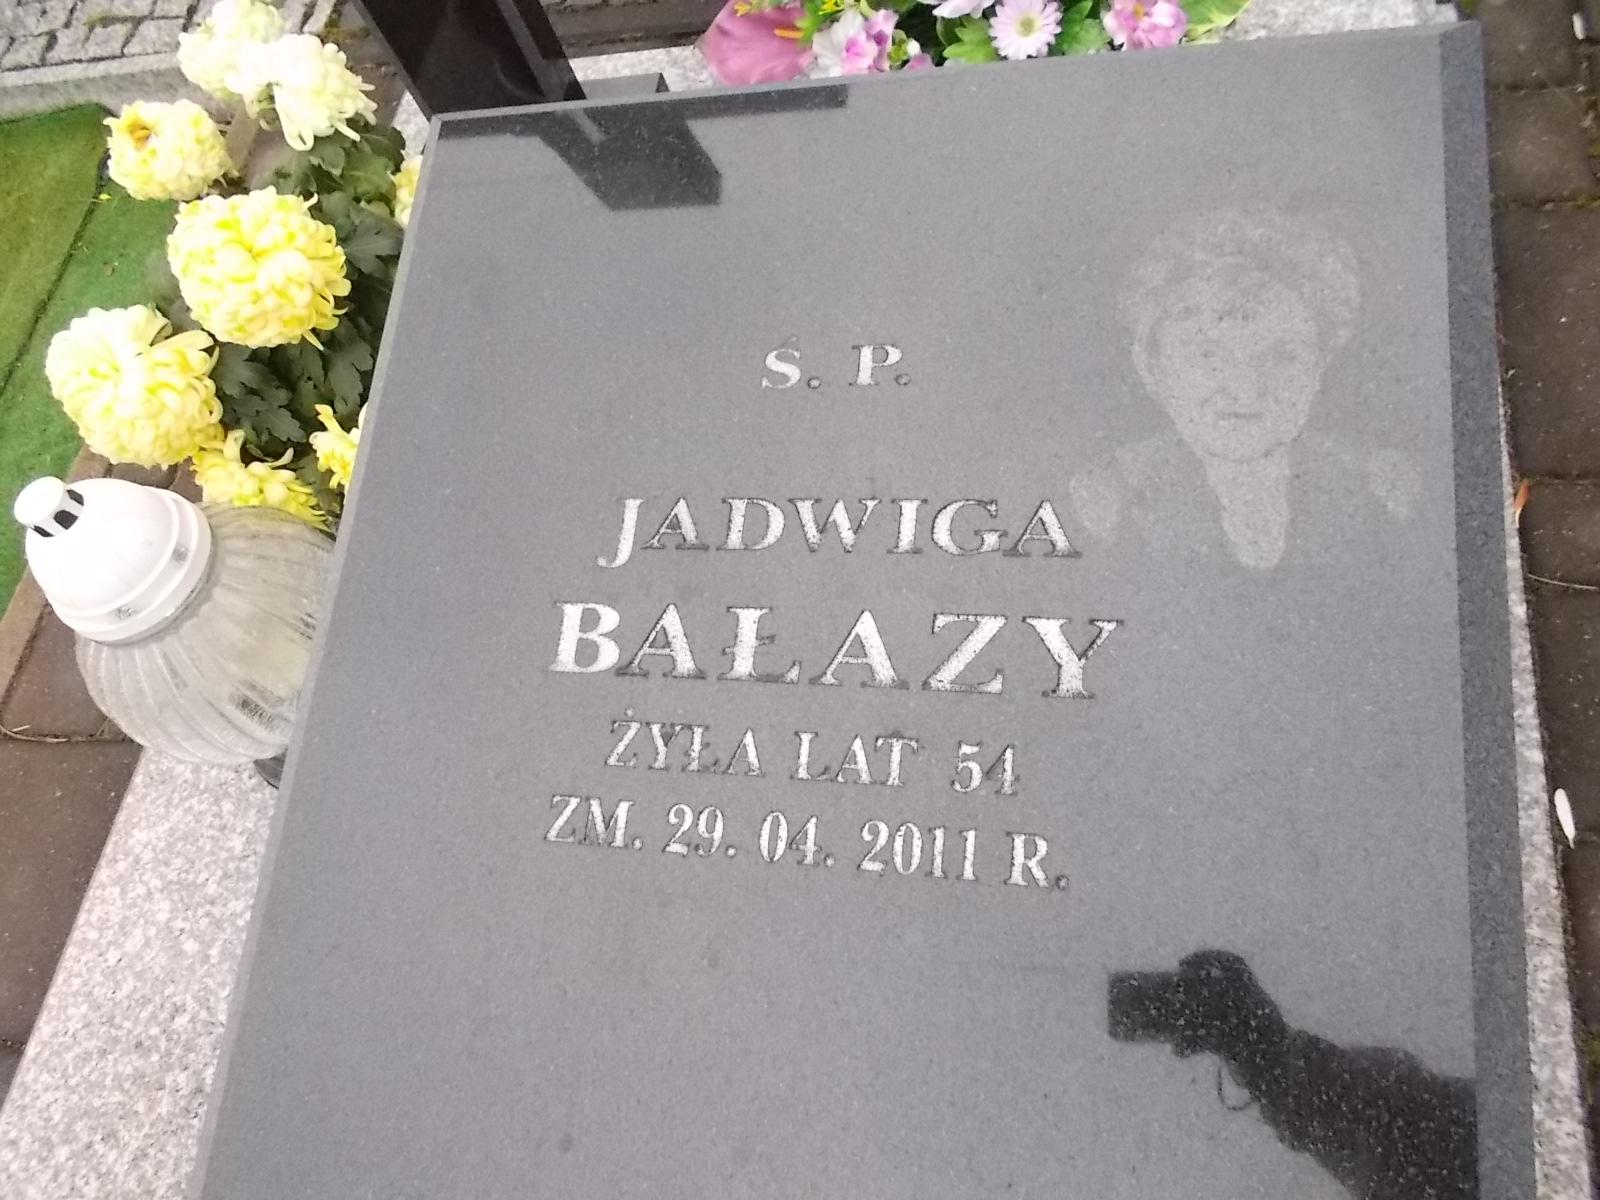 Ś. P.
JADWIGA
BAŁAZY
ŻYŁA LAT 54
ZM. 29. 04. 2011 R.